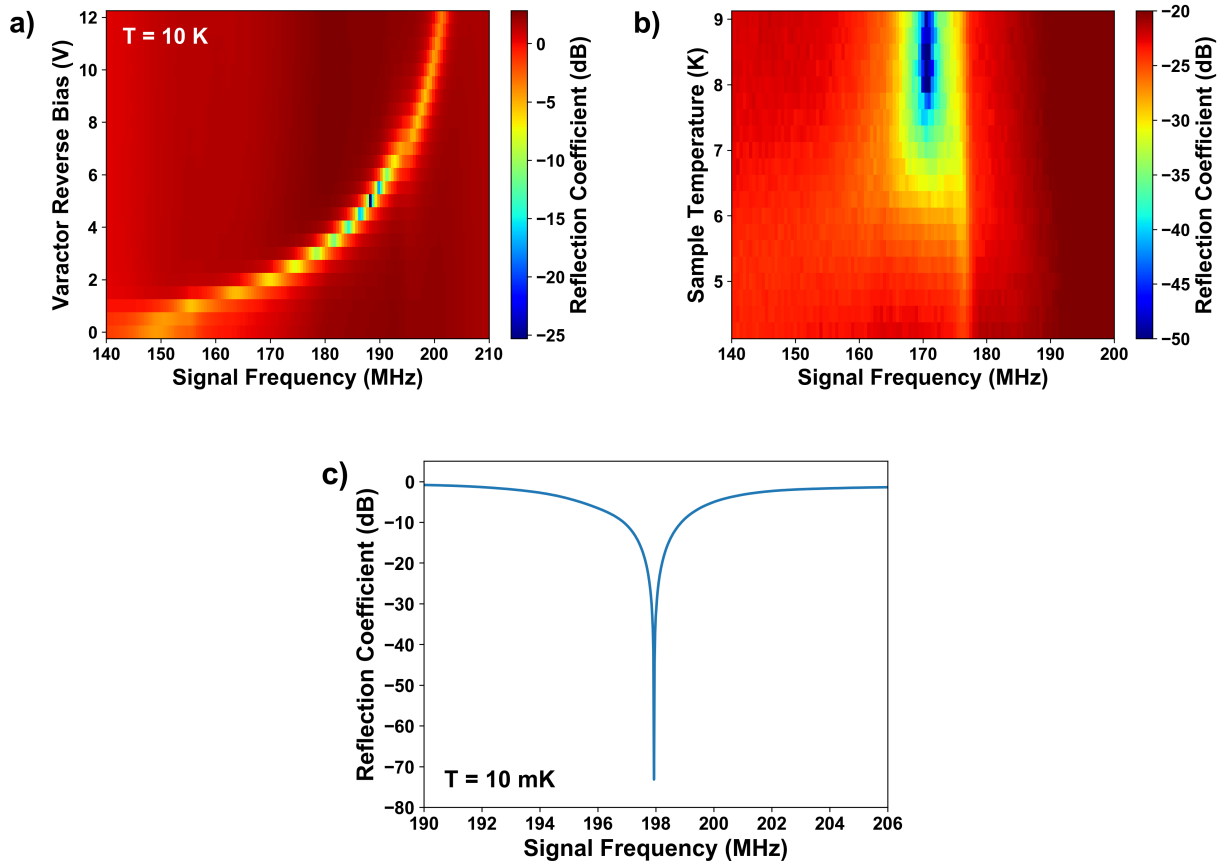 a)
T = 10 K
Varactor Reverse Bias (V)
12
10
8
6
4
2
0
140 150 160 170 180 190 200 210
Signal Frequency (MHz)
0
−5
−10
−15
−20
−25
Reflection Coefficient (dB)
b)
Sample Temperature (K)
9
8
7
6
5
140 150 160 170 180 190 200
Signal Frequency (MHz)
−20
−25
−30
−35
−40
−45
−50
Reflection Coefficient (dB)
c)
Reflection Coefficient (dB)
0
−10
−20
−30
−40
−50
−60
−70
−80
T = 10 mK
190 192 194 196 198 200 202 204 206
Signal Frequency (MHz)